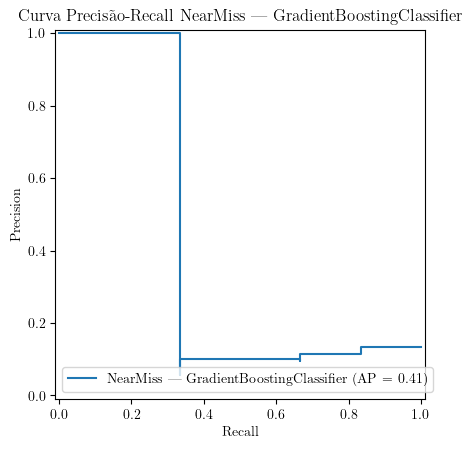 Curva Precisão-Recall NearMiss — GradientBoostingClassifier
1.0
0.8
0.6
0.4
0.2
0.0
Precision
NearMiss — GradientBoostingClassifier (AP = 0.41)
0.0 0.2 0.4 0.6 0.8 1.0
Recall